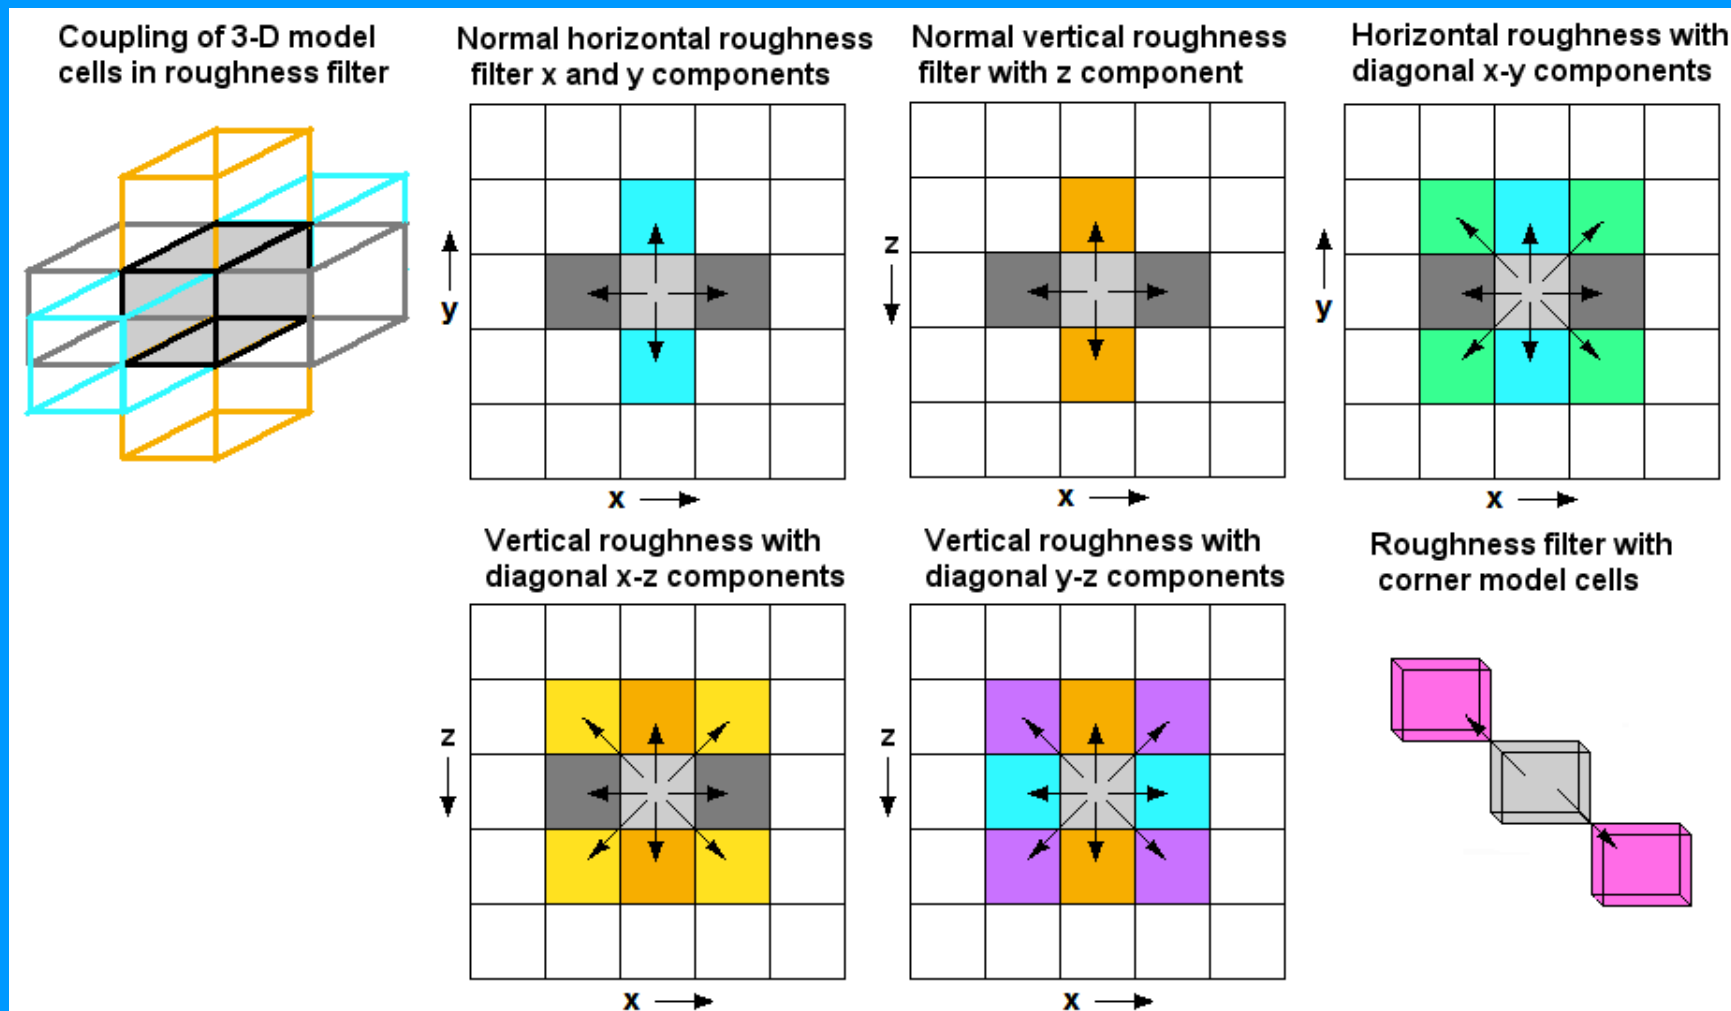 Coupling of 3-D model
cells in roughness filter
Normal horizontal roughness
filter x and y components
y
x
Normal vertical roughness
filter with z component
z
x
Horizontal roughness with
diagonal x-y components
y
x
Vertical roughness with
diagonal x-z components
z
x
Vertical roughness with
diagonal y-z components
z
x
Roughness filter with
corner model cells